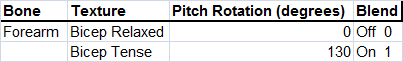 Bone Texture Pitch Rotation (degrees) Blend
Forearm Bicep Relaxed 0 Off 0
Bicep Tense 130 On 1